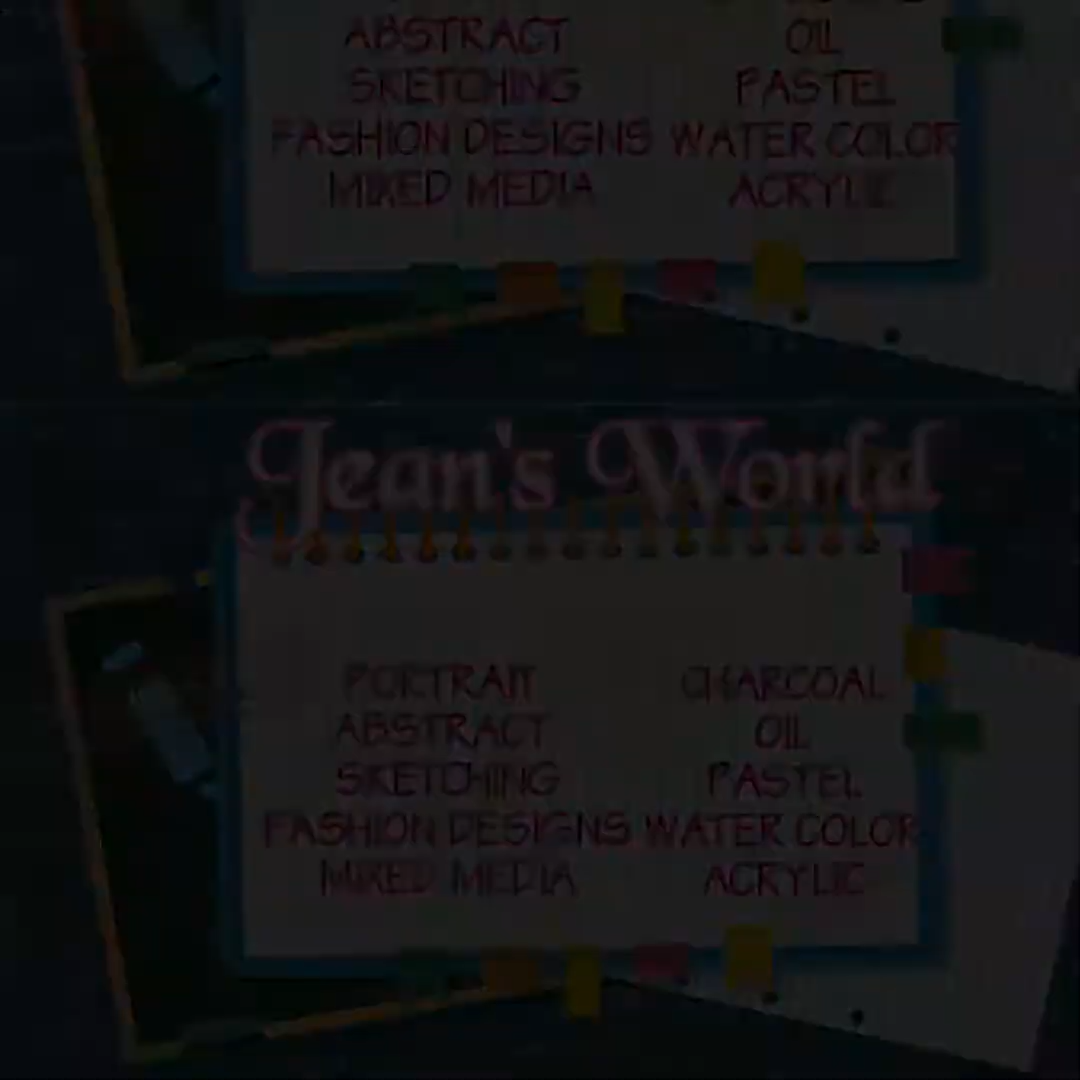 ABSTRACT OIL
SKETCHING PASTEL
FASHION DESIGNS WATER COLOR
MIXED MEDIA ACRYLIC
Jean's World
PORTRAIT CHARCOAL
ABSTRACT OIL
SKETCHING PASTEL
FASHION DESIGNS WATER COLOR
MIXED MEDIA ACRYLIC